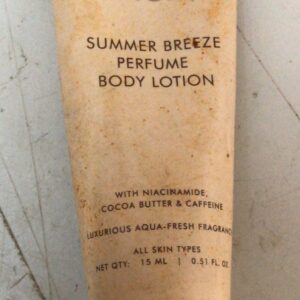 SUMMER BREEZE
PERFUME
BODY LOTION
WITH NIACINAMIDE,
COCOA BUTTER & CAFFEINE
LUXURIOUS AQUA-FRESH FRAGRANC
ALL SKIN TYPES
NET QTY: 15 ML | 0.51 FL. OZ